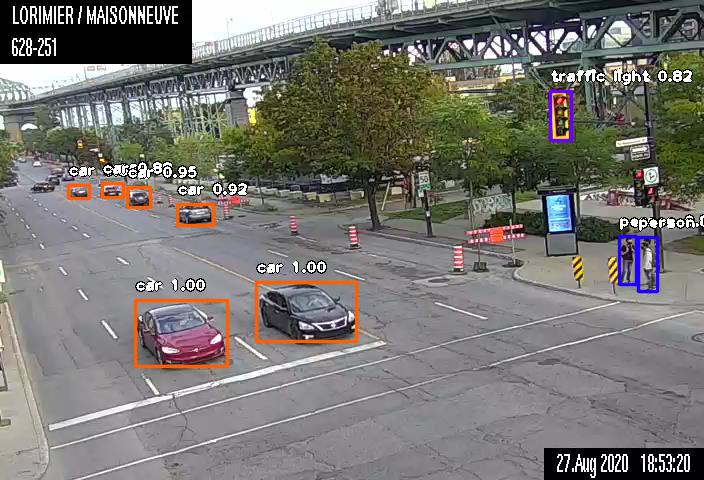 LORIMIER / MAISONNEUVE
628-251
traffic light 0.82
car 0.95
car 0.92
50
car 1.00
car 1.00
27.Aug 2020 18:53:20